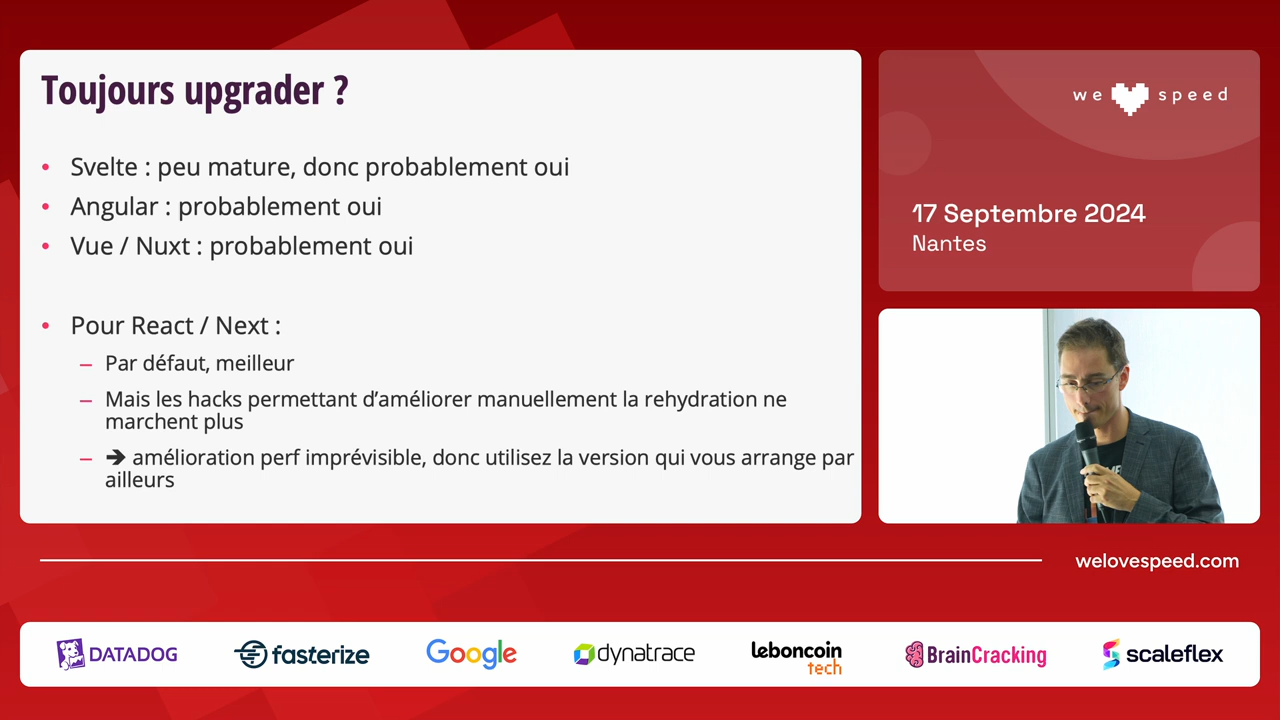 Toujours upgrader ?
• Svelte : peu mature, donc probablement oui
• Angular : probablement oui
• Vue / Nuxt : probablement oui
• Pour React / Next :
– Par défaut, meilleur
– Mais les hacks permettant d’améliorer manuellement la rehydration ne
marchent plus
– ➔ amélioration perf imprévisible, donc utilisez la version qui vous arrange par
ailleurs
we speed
17 Septembre 2024
Nantes
welovespeed.com
DATADOG
fasterize
Google
dynatrace
leboncoin
tech
BrainCracking
scaleflex